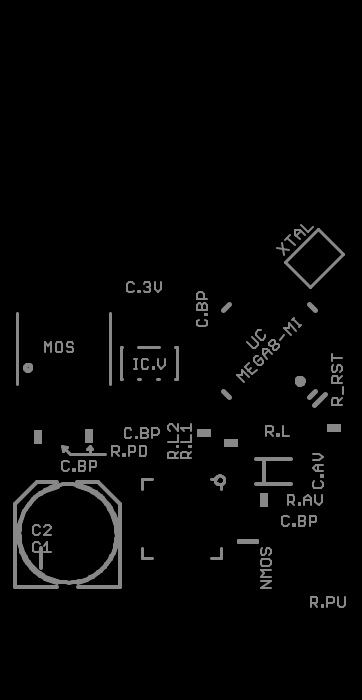 XTAL
C.3V
C.BP
UC
MEGA8-MI
MOS
IC.V
R_RST
C.BP
R.L2
R.L1
R.L
R.PD
C.BP
C.AV
R.AV
C.BP
C2
C1
NMOS
R.PU